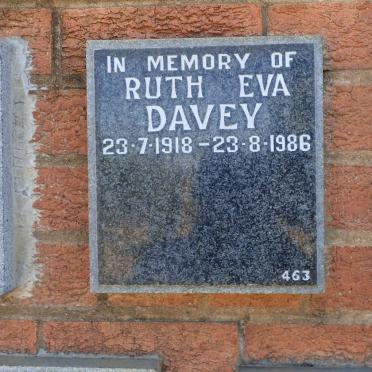 IN MEMORY OF
RUTH EVA
DAVEY
23·7·1918 - 23·8·1986
463